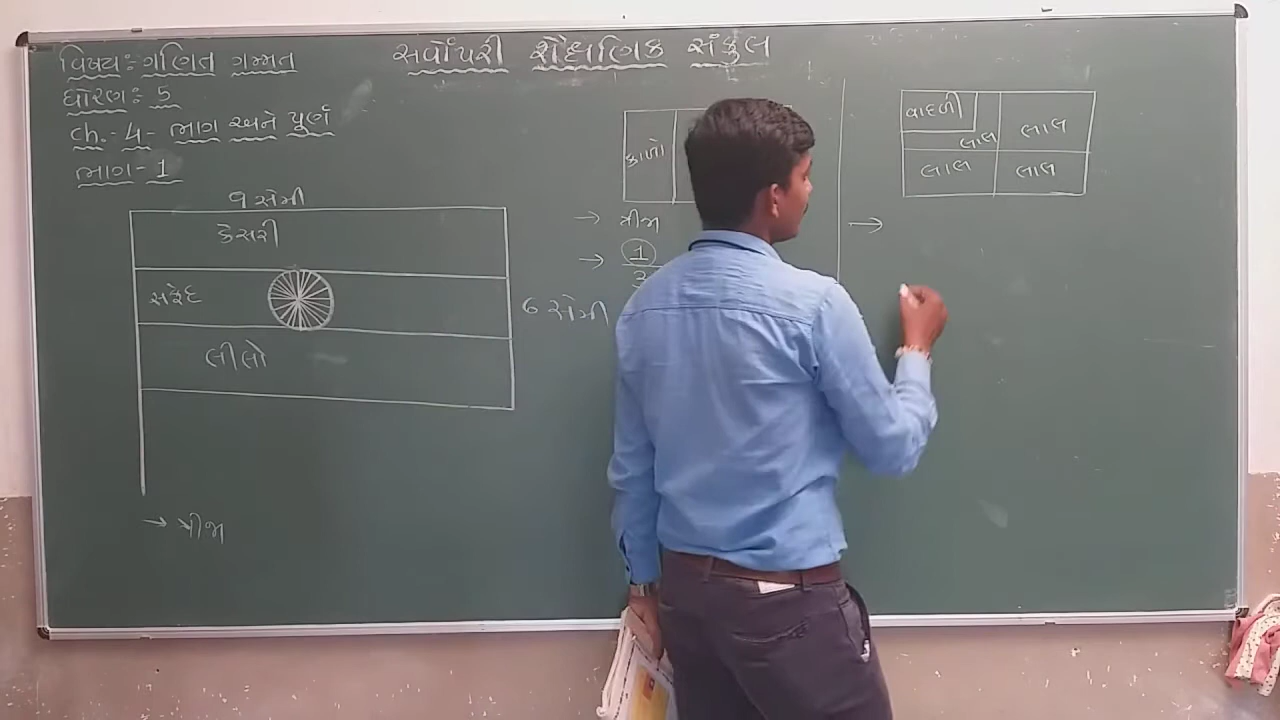 સર્વોપરી શૈક્ષણિક સંકુલ
વિષય: ગણિત ગમ્મત
ધોરણ: 5
ch.- 4 - ભાગ અને પૂર્ણ
ભાગ - 1
9 સેમી
કેસરી
સફેદ
લીલો
6 સેમી
→ ત્રીજા
કાળો
→ ત્રીજા
→ 1
3
વાદળી
લાલ
લાલ
લાલ લાલ
→